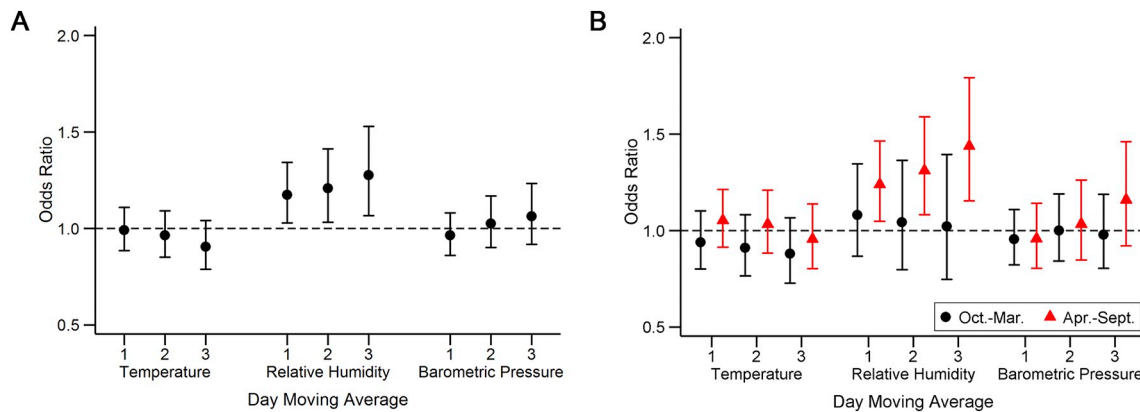 A
2.0
1.5
1.0
0.5
Odds Ratio
1 2 3 1 2 3 1 2 3
Temperature Relative Humidity Barometric Pressure
Day Moving Average
B
2.0
1.5
1.0
0.5
Odds Ratio
Oct.-Mar. Apr.-Sept.
1 2 3 1 2 3 1 2 3
Temperature Relative Humidity Barometric Pressure
Day Moving Average